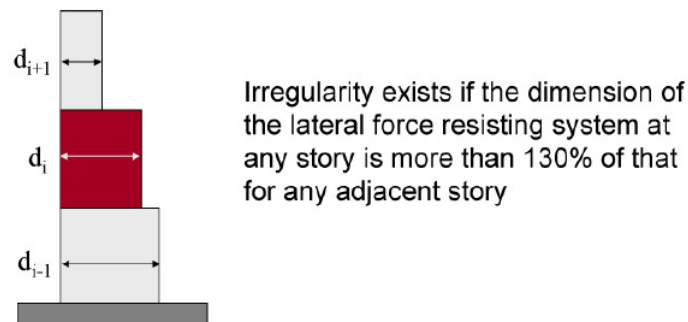 d_{i+1}
Irregularity exists if the dimension of
the lateral force resisting system at
d_i
any story is more than 130% of that
for any adjacent story
d_{i-1}